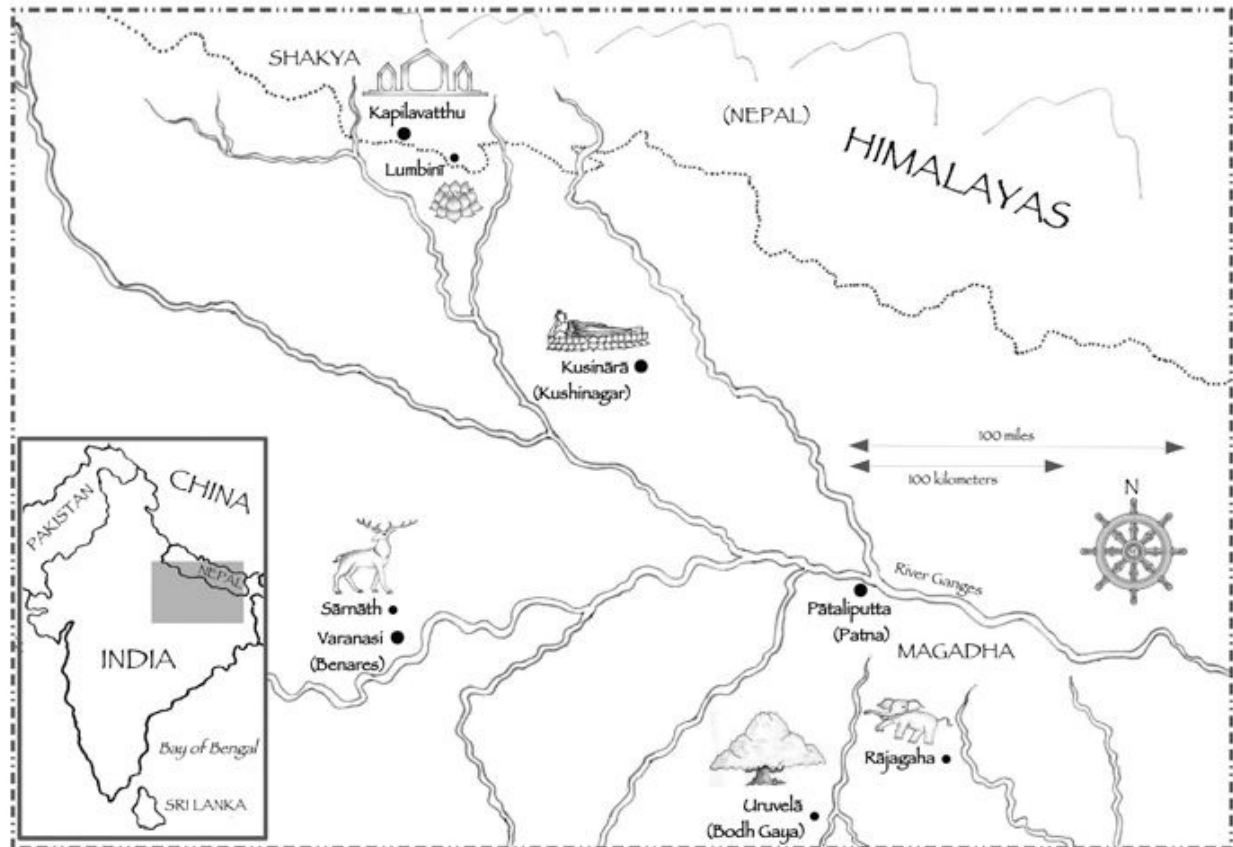 SHAKYA
Kapilavatthu
Lumbinī
(NEPAL)
HIMALAYAS
Kusinārā
(Kushinagar)
100 miles
100 kilometers
N
CHINA
PAKISTAN
NEPAL
INDIA
Bay of Bengal
SRI LANKA
Sārnāth
Varanasi
(Benares)
River Ganges
Pātaliputta
(Patna)
MAGADHA
Rājagaha
Uruvelā
(Bodh Gaya)